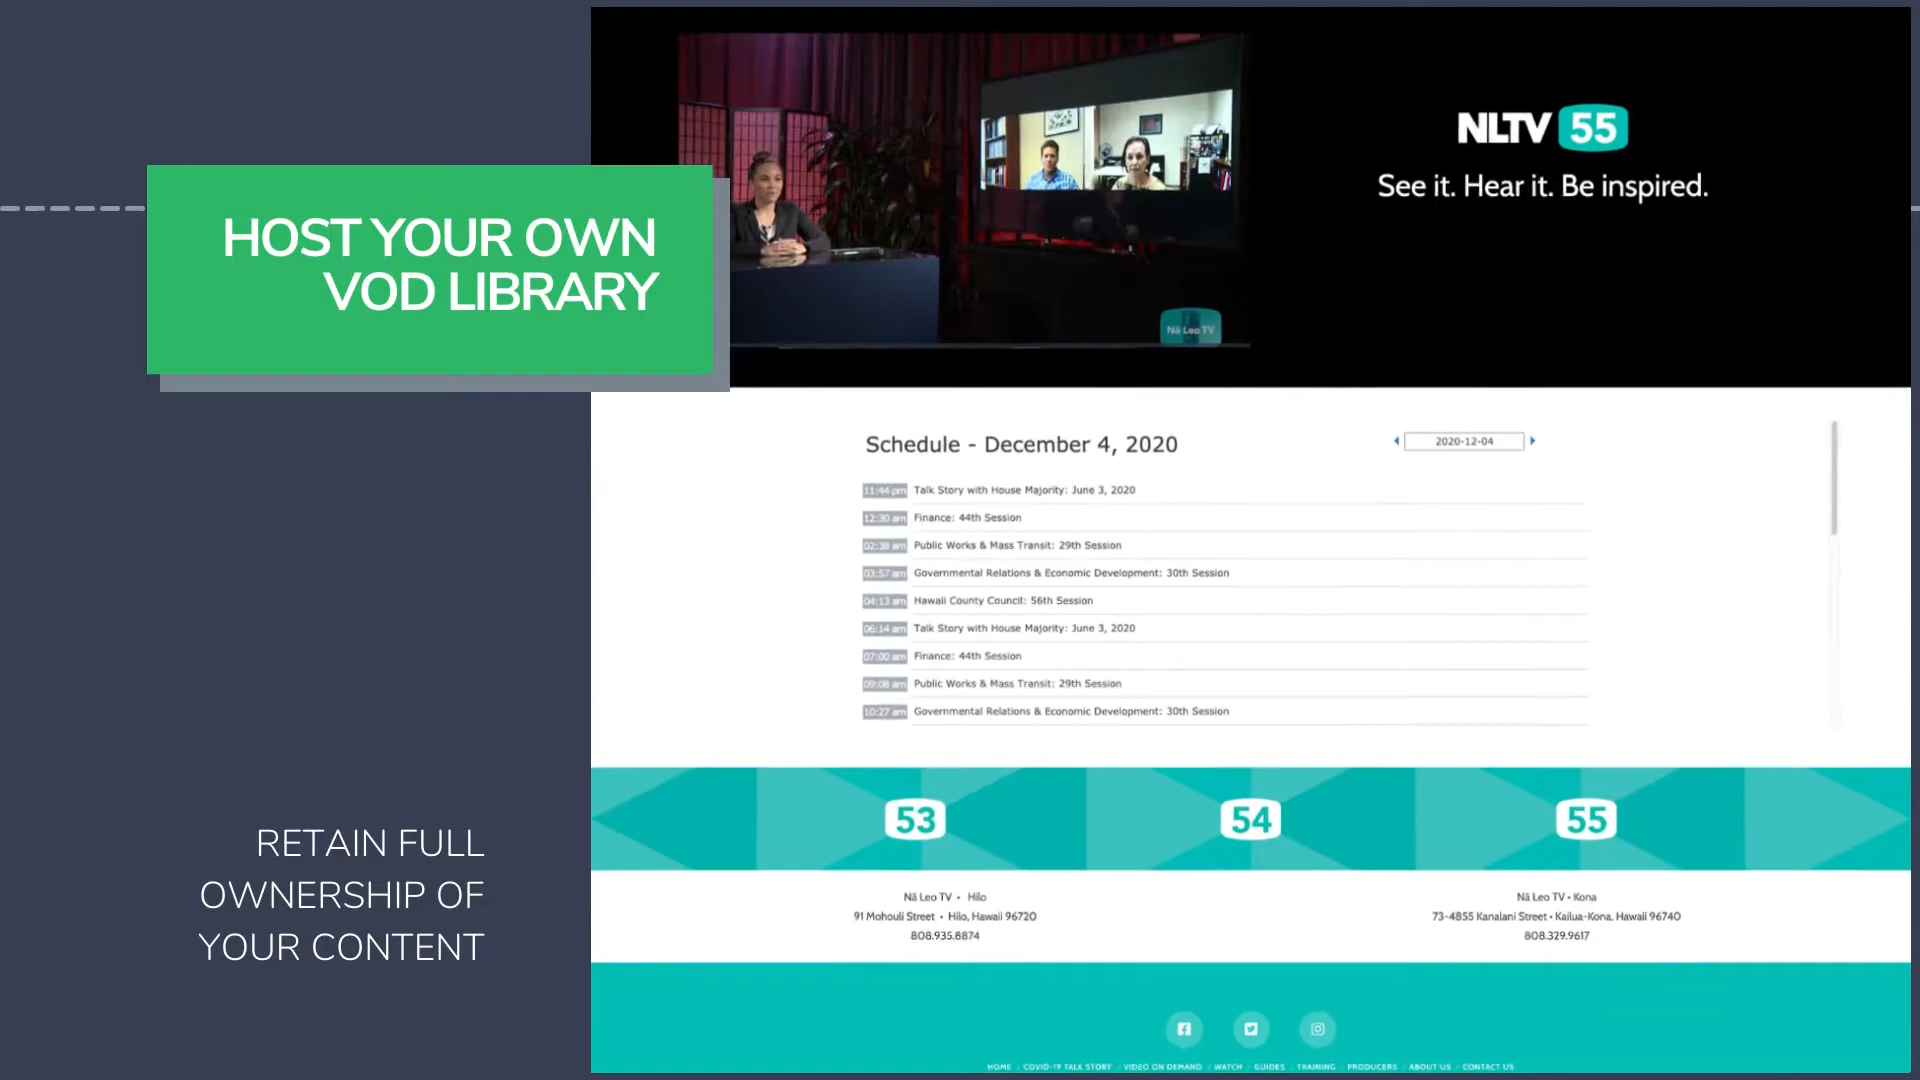 HOST YOUR OWN
VOD LIBRARY
RETAIN FULL
OWNERSHIP OF
YOUR CONTENT
Nā Leo TV
NLTV 55
See it. Hear it. Be inspired.
Schedule - December 4, 2020
2020-12-04
11:44 pm Talk Story with House Majority: June 3, 2020
12:30 am Finance: 44th Session
02:38 am Public Works & Mass Transit: 29th Session
03:57 am Governmental Relations & Economic Development: 30th Session
04:13 am Hawaii County Council: 56th Session
06:14 am Talk Story with House Majority: June 3, 2020
07:00 am Finance: 44th Session
09:08 am Public Works & Mass Transit: 29th Session
10:27 am Governmental Relations & Economic Development: 30th Session
53 54 55
Nā Leo TV • Hilo
91 Mohouli Street • Hilo, Hawaii 96720
808.935.8874
Nā Leo TV • Kona
73-4855 Kanalani Street • Kailua-Kona, Hawaii 96740
808.329.9617
HOME / COVID-19 TALK STORY / VIDEO ON DEMAND / WATCH / GUIDES / TRAINING / PRODUCERS / ABOUT US / CONTACT US